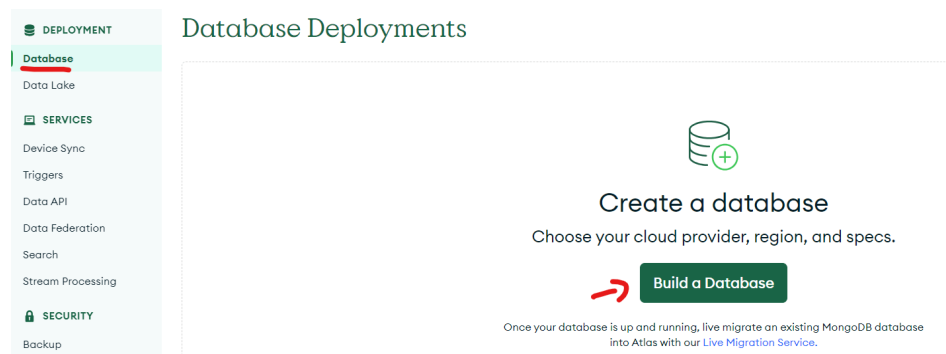 DEPLOYMENT
Database
Data Lake
SERVICES
Device Sync
Triggers
Data API
Data Federation
Search
Stream Processing
SECURITY
Backup
Database Deployments
Create a database
Choose your cloud provider, region, and specs.
Build a Database
Once your database is up and running, live migrate an existing MongoDB database
into Atlas with our Live Migration Service.